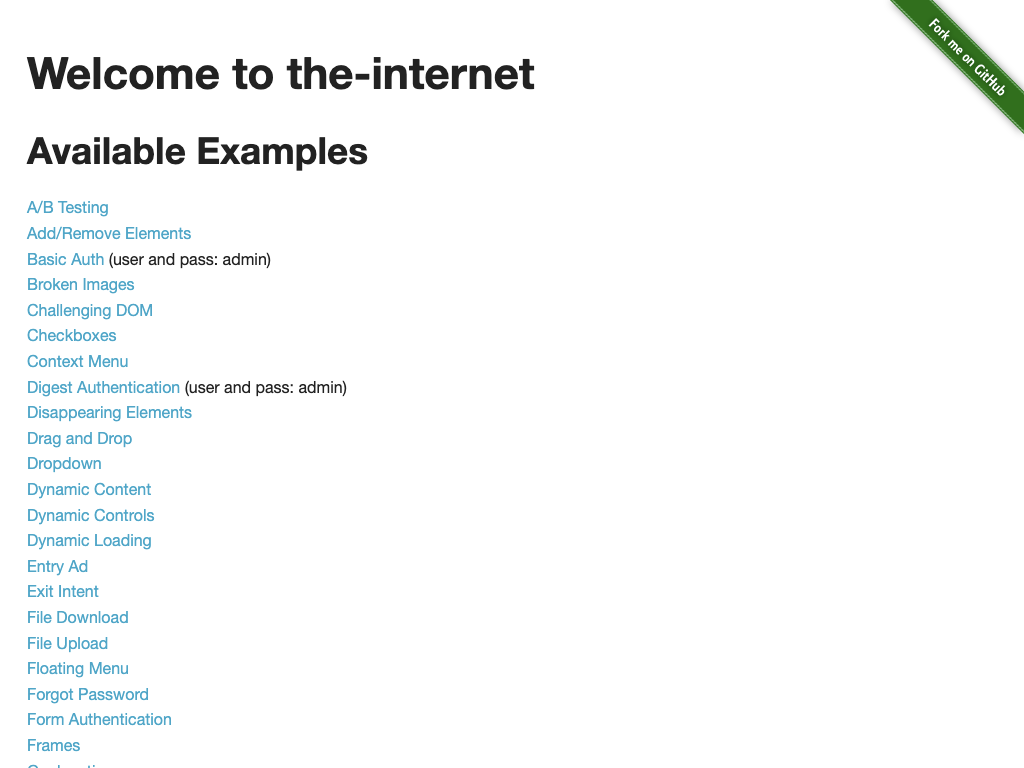 Fork me on GitHub
Welcome to the-internet
Available Examples
A/B Testing
Add/Remove Elements
Basic Auth (user and pass: admin)
Broken Images
Challenging DOM
Checkboxes
Context Menu
Digest Authentication (user and pass: admin)
Disappearing Elements
Drag and Drop
Dropdown
Dynamic Content
Dynamic Controls
Dynamic Loading
Entry Ad
Exit Intent
File Download
File Upload
Floating Menu
Forgot Password
Form Authentication
Frames